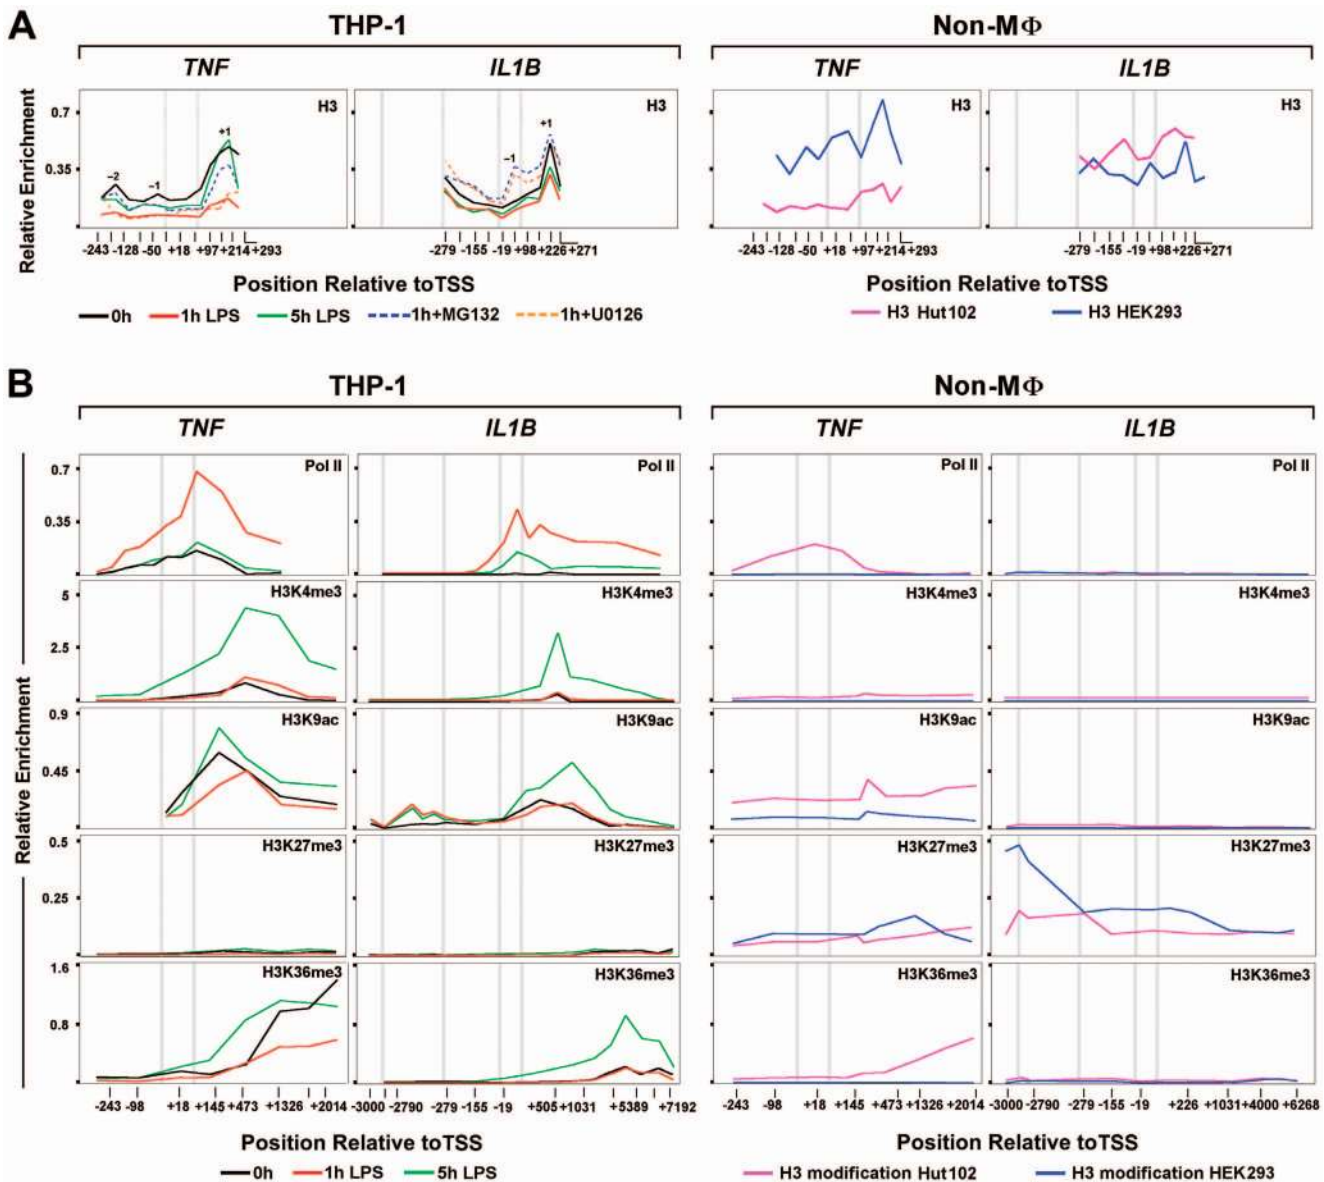 A
THP-1
Non-MΦ
TNF
IL1B
TNF
IL1B
Relative Enrichment
0.7
0.35
H3
H3
H3
H3
-2
-1
+1
-1
+1
-243 -128 -50 +18 +97 +214 +293
-279 -155 -19 +98 +226 +271
-243 -128 -50 +18 +97 +214 +293
-279 -155 -19 +98 +226 +271
Position Relative toTSS
Position Relative toTSS
0h 1h LPS 5h LPS 1h+MG132 1h+U0126
H3 Hut102 H3 HEK293
B
THP-1
Non-MΦ
TNF
IL1B
TNF
IL1B
Relative Enrichment
0.7
0.35
Pol II
Pol II
Pol II
Pol II
5
2.5
H3K4me3
H3K4me3
H3K4me3
H3K4me3
0.9
0.45
H3K9ac
H3K9ac
H3K9ac
H3K9ac
0.5
0.25
H3K27me3
H3K27me3
H3K27me3
H3K27me3
1.6
0.8
H3K36me3
H3K36me3
H3K36me3
H3K36me3
-243 -98 +18 +145 +473 +1326 +2014
-3000 -2790 -279 -155 -19 +505 +1031 +5389 +7192
-243 -98 +18 +145 +473 +1326 +2014
-3000 -2790 -279 -155 -19 +226 +1031 +4000 +6268
Position Relative toTSS
Position Relative toTSS
0h 1h LPS 5h LPS
H3 modification Hut102 H3 modification HEK293